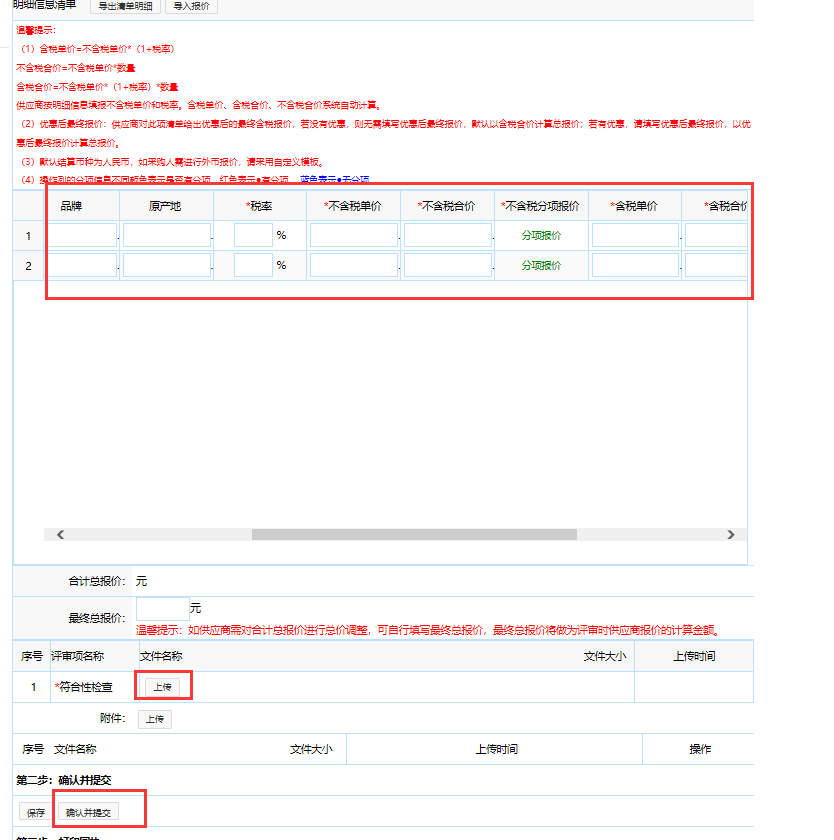 明细信息清单 导出清单明细 导入报价
温馨提示：
（1）含税单价=不含税单价*（1+税率）
不含税合价=不含税单价*数量
含税合价=不含税单价*（1+税率）*数量
供应商按明细信息填报不含税单价和税率。含税单价、含税合价、不含税合价系统自动计算。
（2）优惠后最终报价：供应商对此项清单给出优惠后的最终含税报价，若没有优惠，则无需填写优惠后最终报价，默认以含税合价计算总报价；若有优惠，请填写优惠后最终报价，以优
惠后最终报价计算总报价。
（3）默认结算币种为人民币，如采购人需进行外币报价，请采用自定义模板。
（4）操作列的分项信息不同颜色表示是否有分项，红色表示●有分项， 蓝色表示●无分项
品牌 原产地 *税率 *不含税单价 *不含税合价 *不含税分项报价 *含税单价 *含税合价
1 % 分项报价
2 % 分项报价
合计总报价： 元
最终总报价： 元
温馨提示：如供应商需对合计总报价进行总价调整，可自行填写最终总报价，最终总报价将做为评审时供应商报价的计算金额。
序号 评审项名称 文件名称 文件大小 上传时间
1 *符合性检查 上传
附件： 上传
序号 文件名称 文件大小 上传时间 操作
第二步：确认并提交
保存 确认并提交